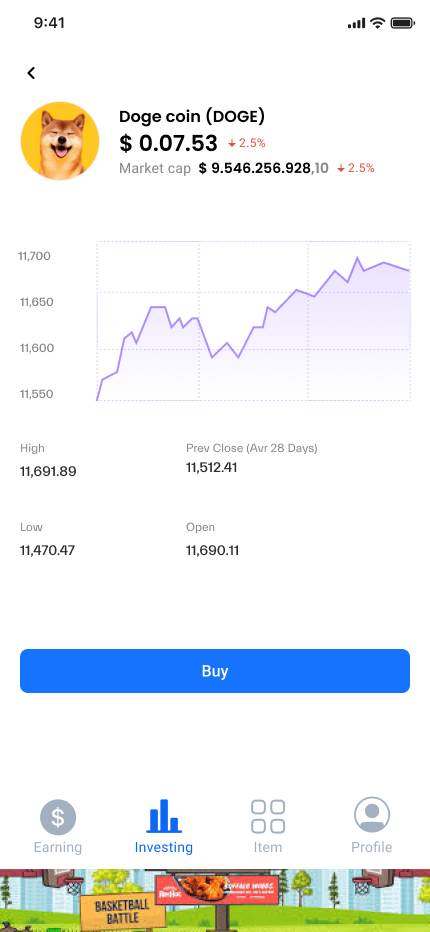 9:41
Doge coin (DOGE)
$ 0.07.53 2.5%
Market cap $ 9.546.256.928,10 2.5%
11,700
11,650
11,600
11,550
High
Prev Close (Avr 28 Days)
11,691.89
11,512.41
Low
Open
11,470.47
11,690.11
Buy
$
Earning
Investing
Item
Profile
BUFFALO WINGS
BASKETBALL
BATTLE